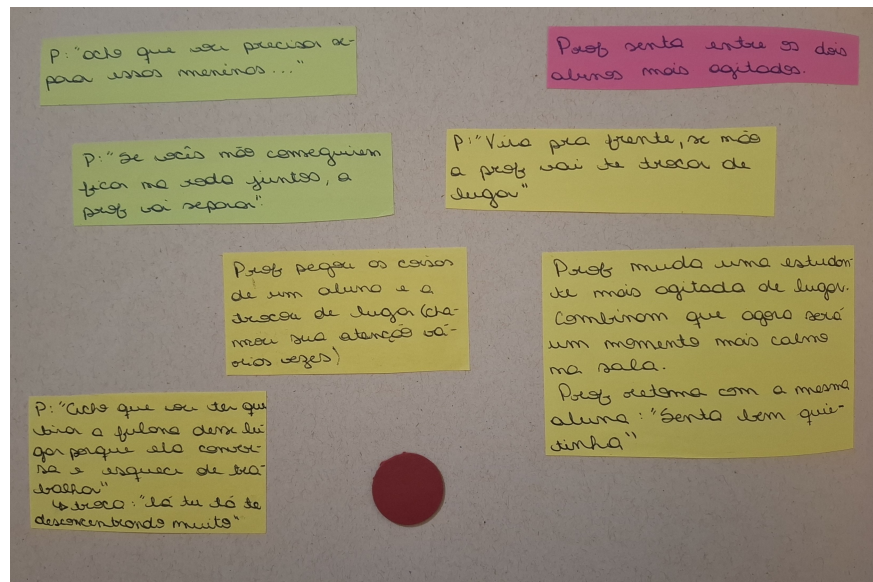 P: "acho que vou precisar se-
para essas meninos..."
Prof senta entre os dois
alunos mais agitados.
P: "Se vocês não conseguirem
ficar na roda juntos, a
prof vai separar".
P: "Vira pra frente, se não
a prof vai te trocar de
lugar"
Prof pegou as coisas
de um aluno e a
trocou de lugar (cha-
mou sua atenção vá-
rias vezes)
Prof muda uma estudan-
te mais agitada de lugar.
Combinam que agora será
um momento mais calmo
na sala.
Prof retoma com a mesma
aluna: "Senta bem quie-
tinha"
P: "Acho que vou ter que
tirar a fulana desse lu-
gar porque ela conver-
sa e esquece de tra-
balhar"
↳ troca: "lá tu tá te
desconcentrando muito"